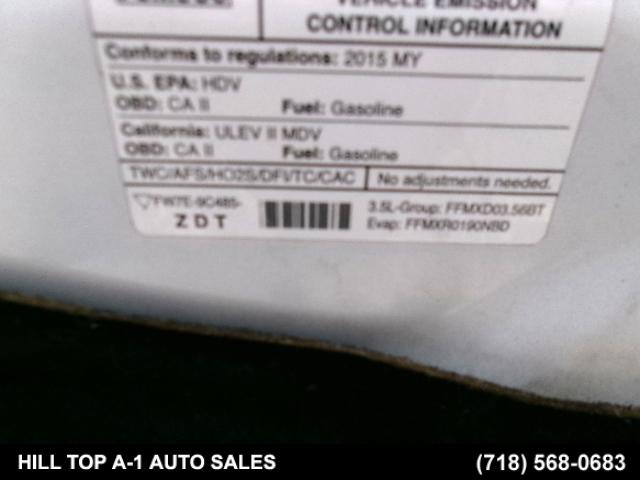 VEHICLE EMISSION
CONTROL INFORMATION
Conforms to regulations: 2015 MY
U.S. EPA: HDV
OBD: CA II Fuel: Gasoline
California: ULEV II MDV
OBD: CA II Fuel: Gasoline
TWC/AFS/HO2S/DFI/TC/CAC No adjustments needed.
FW7E-9C485-
ZDT
3.5L-Group: FFMXD03.56BT
Evap: FFMXR0190NBD
HILL TOP A-1 AUTO SALES (718) 568-0683